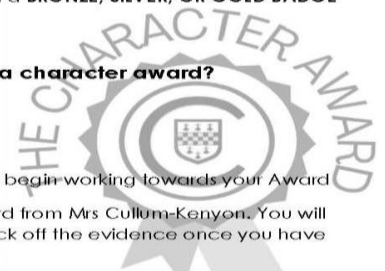 BRONZE, SILVER, OR GOLD BADGE
a character award?
THE CHARACTER AWARD
begin working towards your Award
rd from Mrs Cullum-Kenyon. You will
ck off the evidence once you have